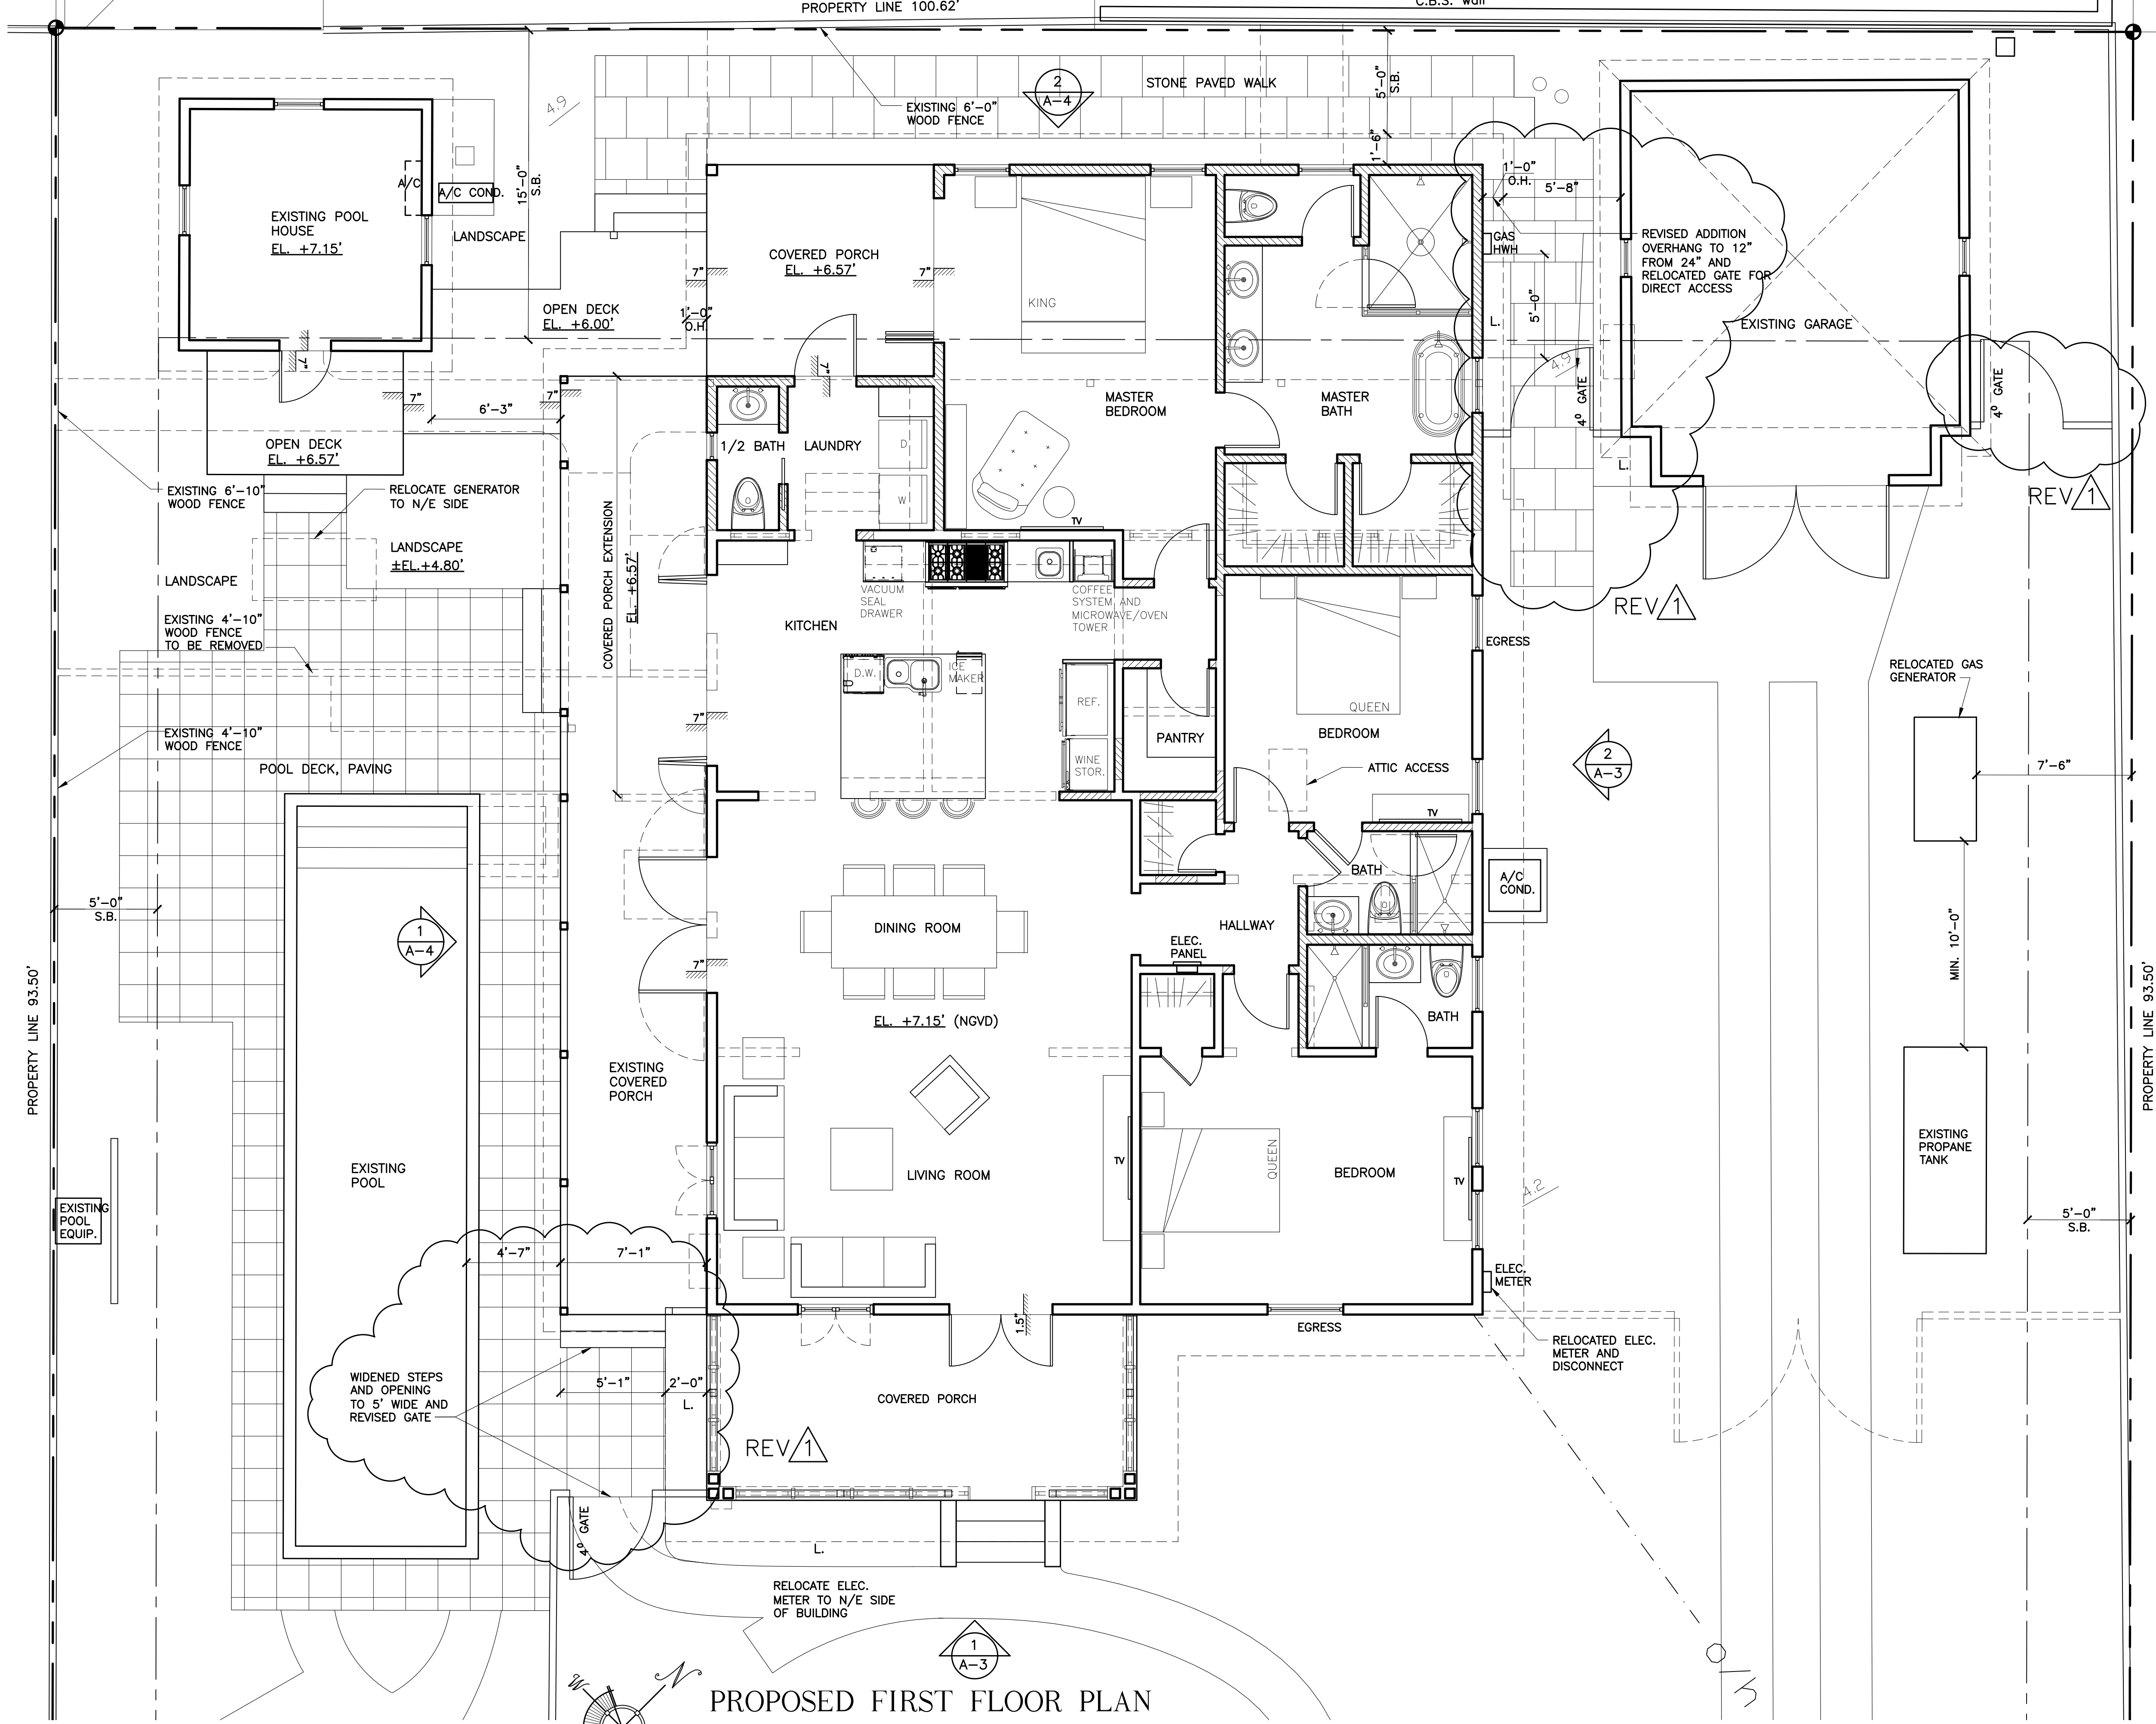 PROPERTY LINE 100.62'
C.B.S. Wall
STONE PAVED WALK
2
A-4
5'-0"
S.B.
1'-6"
EXISTING 6'-0"
WOOD FENCE
4.9
15'-0"
S.B.
A/C
A/C COND.
EXISTING POOL
HOUSE
EL. +7.15'
LANDSCAPE
COVERED PORCH
EL. +6.57'
7"
7"
KING
GAS
HWH
1'-0"
O.H.
5'-8"
REVISED ADDITION
OVERHANG TO 12"
FROM 24" AND
RELOCATED GATE FOR
DIRECT ACCESS
OPEN DECK
EL. +6.00'
1'-0"
O.H.
L.
5'-0"
EXISTING GARAGE
4.9
4⁰ GATE
4⁰ GATE
7"
7"
7"
7"
6'-3"
MASTER
BEDROOM
MASTER
BATH
OPEN DECK
EL. +6.57'
1/2 BATH
LAUNDRY
D
W
L.
REV 1
EXISTING 6'-10"
WOOD FENCE
RELOCATE GENERATOR
TO N/E SIDE
TV
LANDSCAPE
±EL.+4.80'
LANDSCAPE
COVERED PORCH EXTENSION
EL. +6.57'
VACUUM
SEAL
DRAWER
COFFEE
SYSTEM AND
MICROWAVE/OVEN
TOWER
REV 1
EXISTING 4'-10"
WOOD FENCE
TO BE REMOVED
KITCHEN
EGRESS
D.W.
ICE
MAKER
REF.
RELOCATED GAS
GENERATOR
QUEEN
7"
EXISTING 4'-10"
WOOD FENCE
PANTRY
BEDROOM
WINE
STOR.
2
A-3
POOL DECK, PAVING
ATTIC ACCESS
7'-6"
TV
BATH
A/C
COND.
5'-0"
S.B.
1
A-4
DINING ROOM
HALLWAY
ELEC.
PANEL
MIN. 10'-0"
7"
PROPERTY LINE 93.50'
PROPERTY LINE 93.50'
EL. +7.15' (NGVD)
BATH
EXISTING
COVERED
PORCH
EXISTING
POOL
LIVING ROOM
TV
QUEEN
BEDROOM
TV
4.2
EXISTING
PROPANE
TANK
EXISTING
POOL
EQUIP.
5'-0"
S.B.
4'-7"
7'-1"
ELEC.
METER
1.5"
EGRESS
RELOCATED ELEC.
METER AND
DISCONNECT
WIDENED STEPS
AND OPENING
TO 5' WIDE AND
REVISED GATE
5'-1"
2'-0"
L.
COVERED PORCH
REV 1
4⁰ GATE
L.
RELOCATE ELEC.
METER TO N/E SIDE
OF BUILDING
1
A-3
W
N
PROPOSED FIRST FLOOR PLAN